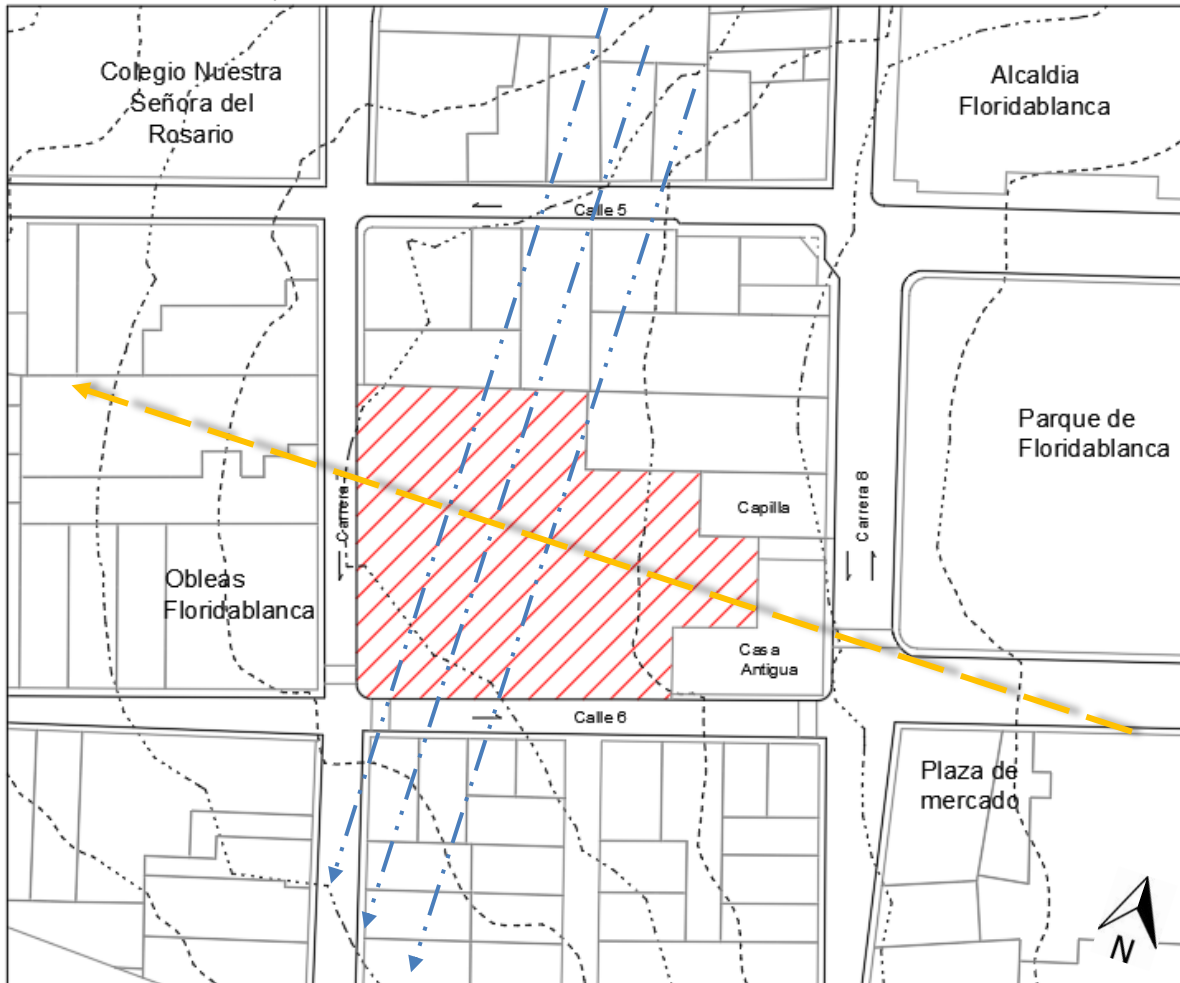 Colegio Nuestra
Señora del
Rosario
Alcaldia
Floridablanca
Calle 5
Parque de
Floridablanca
Capilla
Carrera
Carrera 8
Obleas
Floridablanca
Casa
Antigua
Calle 6
Plaza de
mercado
N